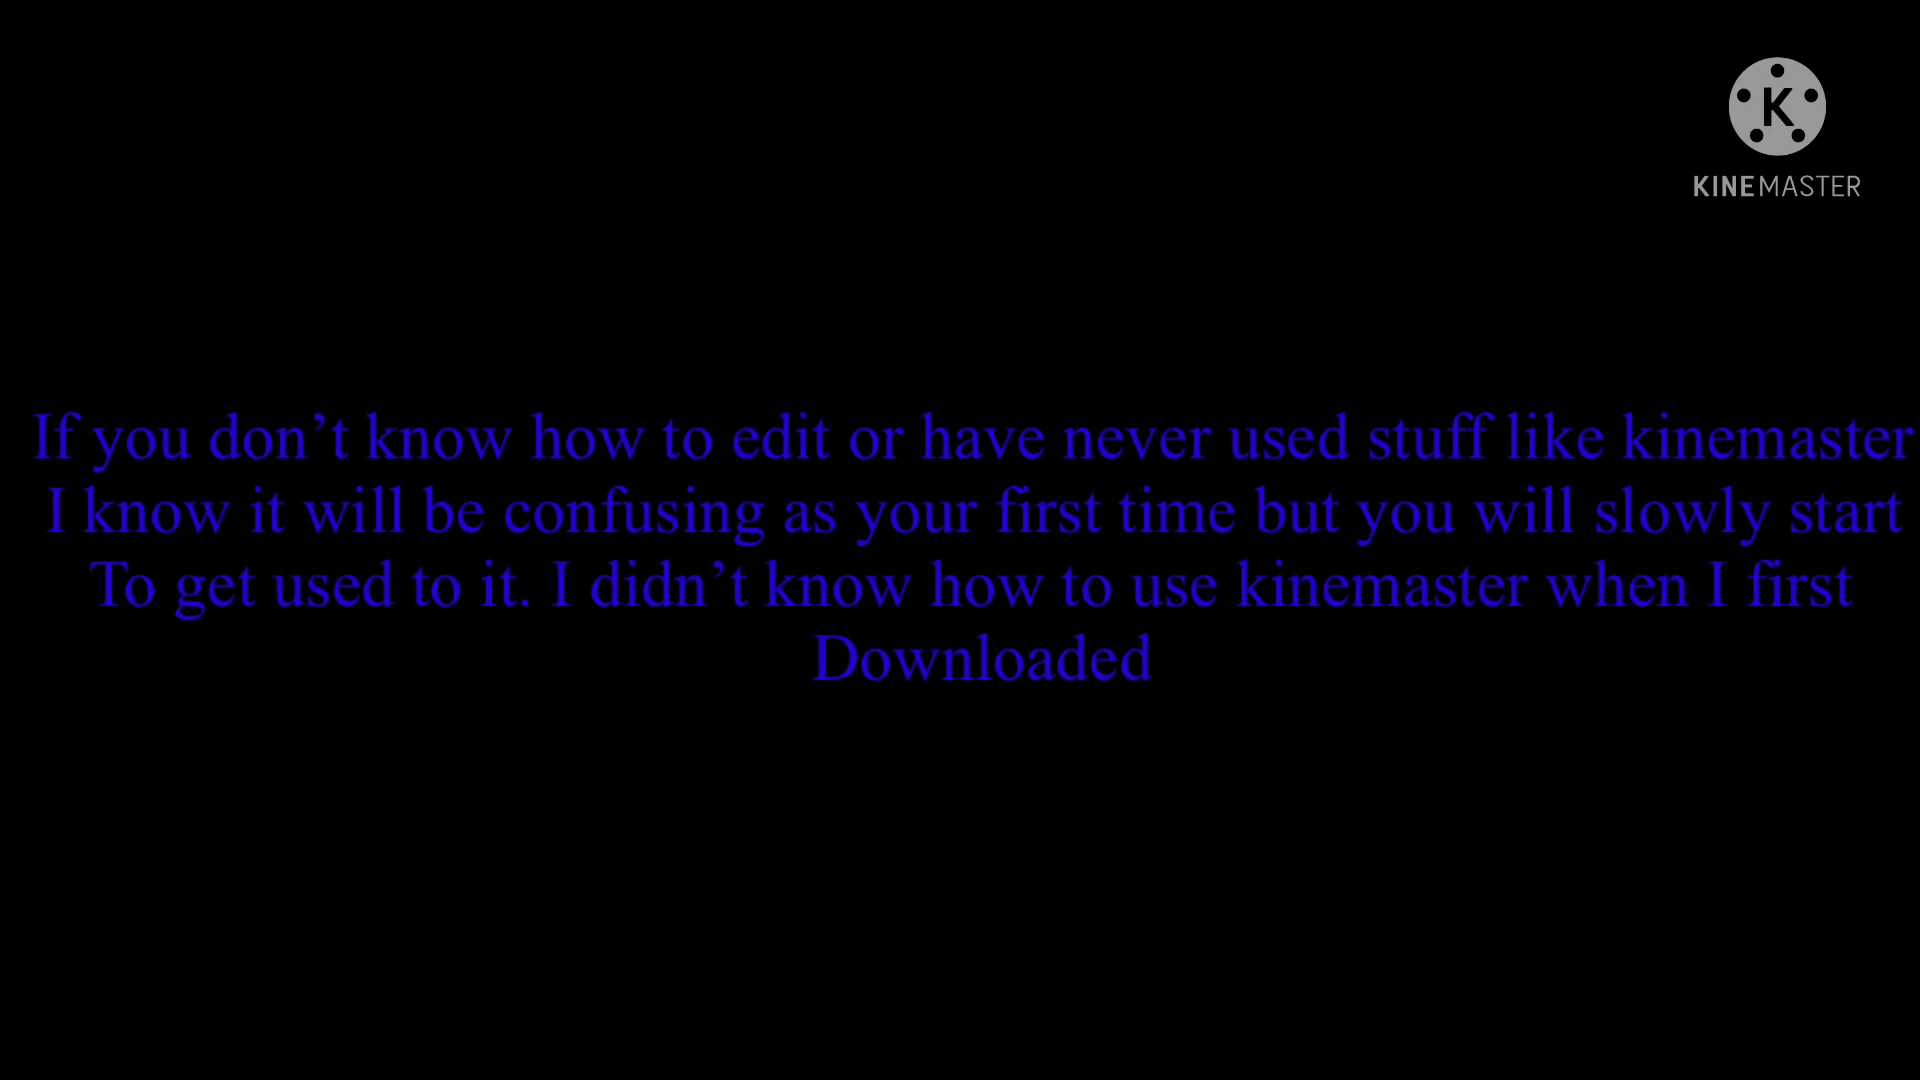 K
KINEMASTER
If you don’t know how to edit or have never used stuff like kinemaster
I know it will be confusing as your first time but you will slowly start
To get used to it. I didn’t know how to use kinemaster when I first
Downloaded